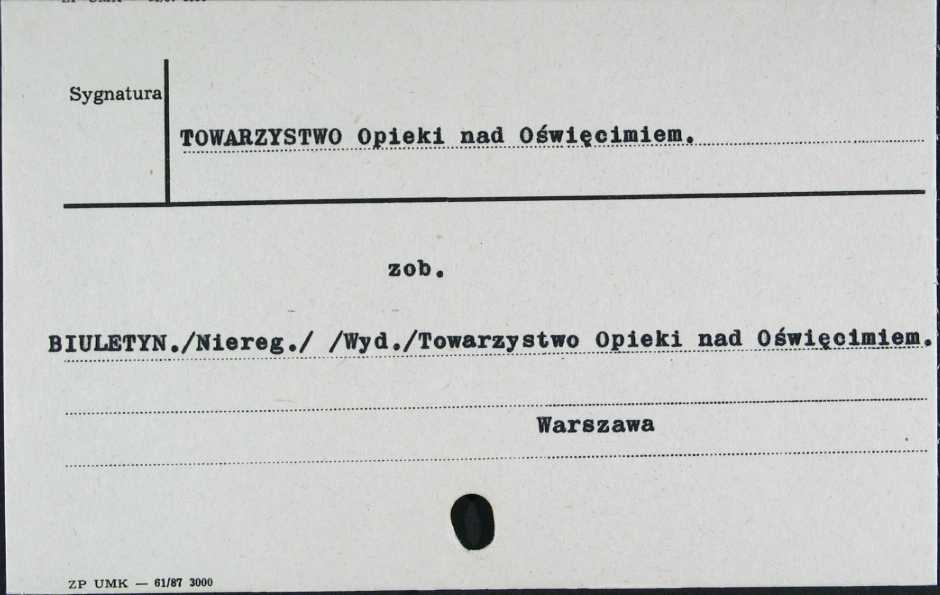 Sygnatura
TOWARZYSTWO Opieki nad Oświęcimiem.
zob.
BIULETYN./Niereg./ /Wyd./Towarzystwo Opieki nad Oświęcimiem.
Warszawa
ZP UMK — 61/87 3000